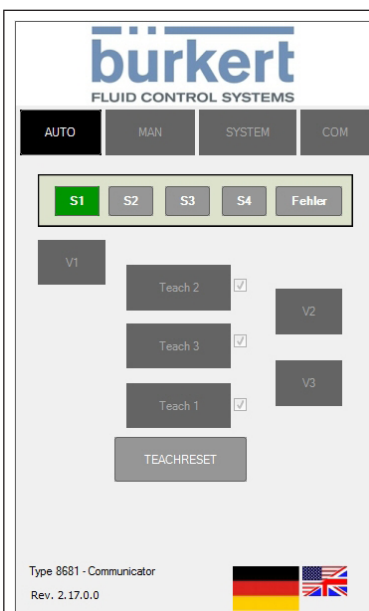 bürkert
FLUID CONTROL SYSTEMS
AUTO MAN SYSTEM COM
S1 S2 S3 S4 Fehler
V1
Teach 2
V2
Teach 3
V3
Teach 1
TEACHRESET
Type 8681 - Communicator
Rev. 2.17.0.0